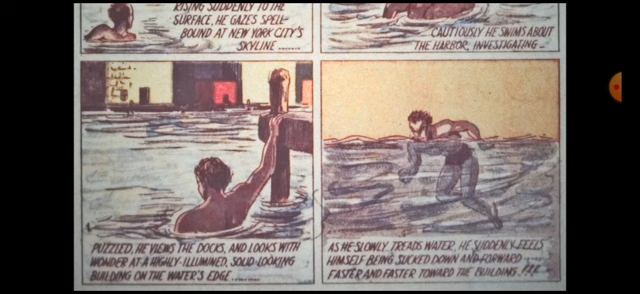 RISING SUDDENLY TO THE
SURFACE, HE GAZES SPELL-
BOUND AT NEW YORK CITY'S
SKYLINE.......
CAUTIOUSLY HE SWIMS ABOUT
THE HARBOR, INVESTIGATING...
PUZZLED, HE VIEWS THE DOCKS, AND LOOKS WITH
WONDER AT A HIGHLY-ILLUMINED, SOLID-LOOKING
BUILDING ON THE WATER'S EDGE.......
AS HE SLOWLY TREADS WATER, HE SUDDENLY FEELS
HIMSELF BEING SUCKED DOWN AND FORWARD
FASTER AND FASTER TOWARD THE BUILDING, !!!...